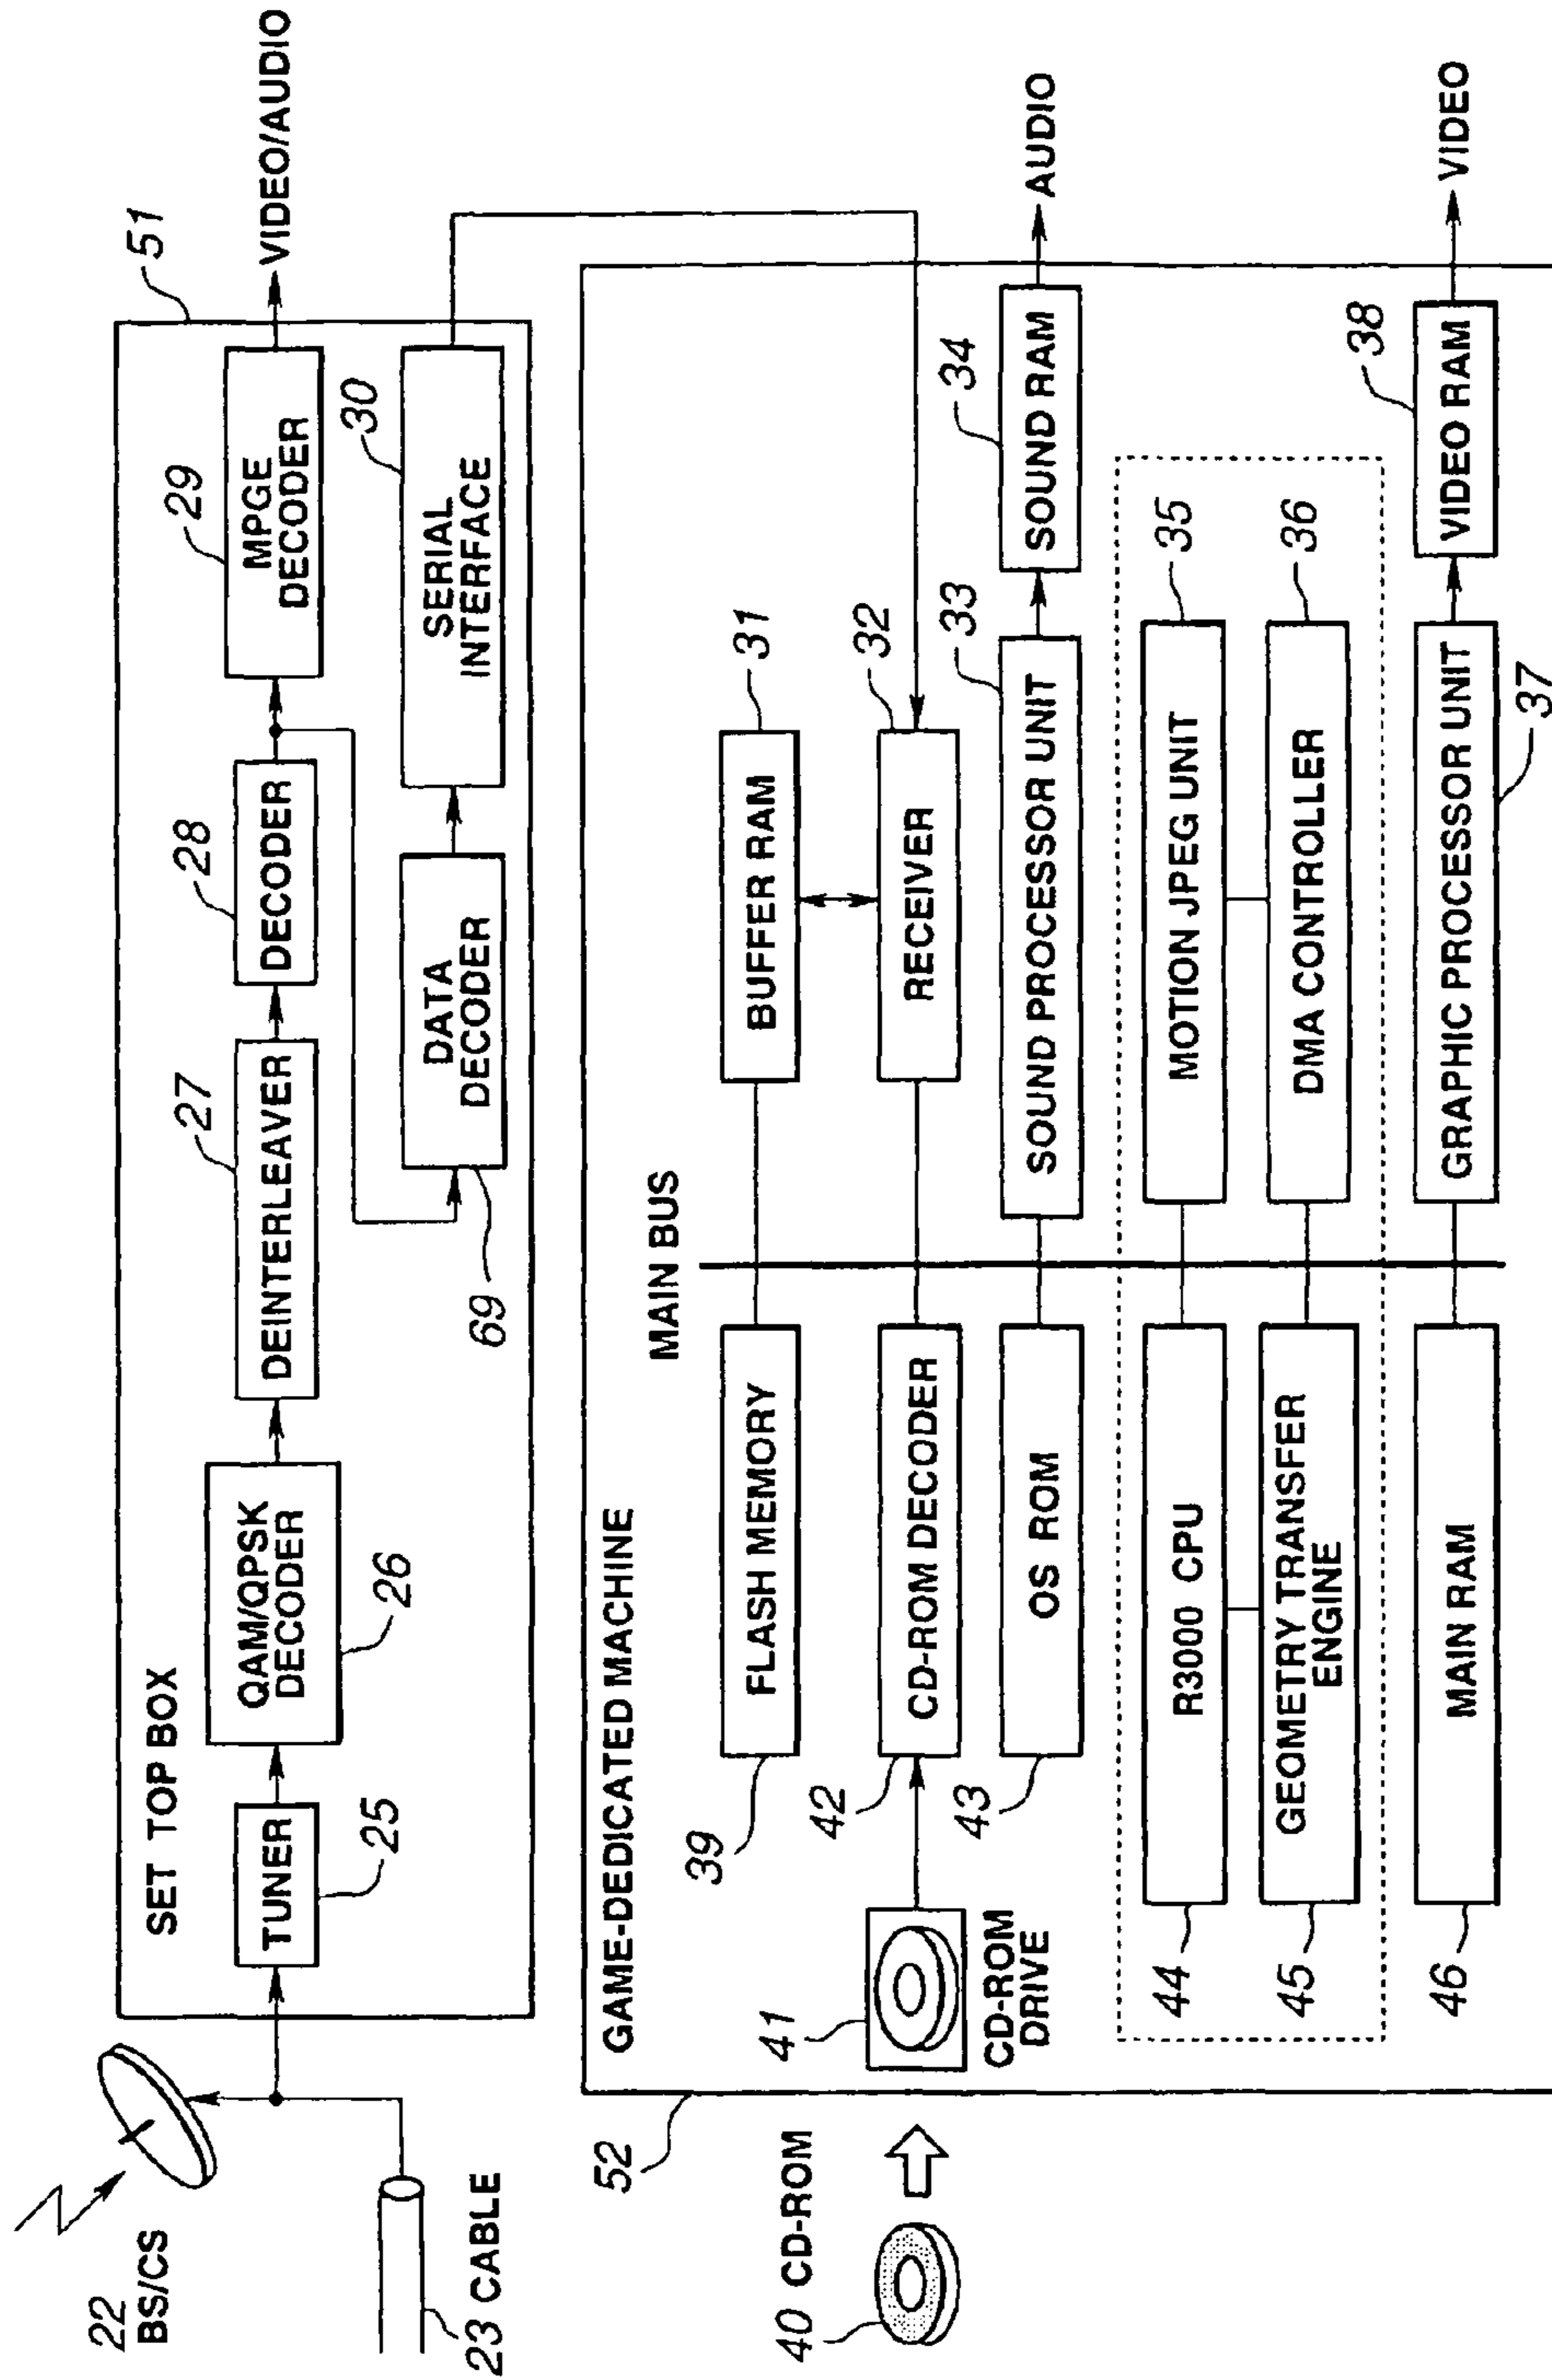 22
BS/CS
23 CABLE
SET TOP BOX
51
TUNER
25
QAM/QPSK
DECODER
26
DEINTERLEAVER
27
DECODER
28
MPGE
DECODER
29
VIDEO/AUDIO
DATA
DECODER
69
SERIAL
INTERFACE
30
GAME-DEDICATED MACHINE
52
MAIN BUS
40 CD-ROM
41
CD-ROM
DRIVE
FLASH MEMORY
39
BUFFER RAM
31
CD-ROM DECODER
42
RECEIVER
32
OS ROM
43
SOUND PROCESSOR UNIT
33
SOUND RAM
34
AUDIO
R3000 CPU
44
MOTION JPEG UNIT
35
GEOMETRY TRANSFER
ENGINE
45
DMA CONTROLLER
36
MAIN RAM
46
GRAPHIC PROCESSOR UNIT
37
VIDEO RAM
38
VIDEO